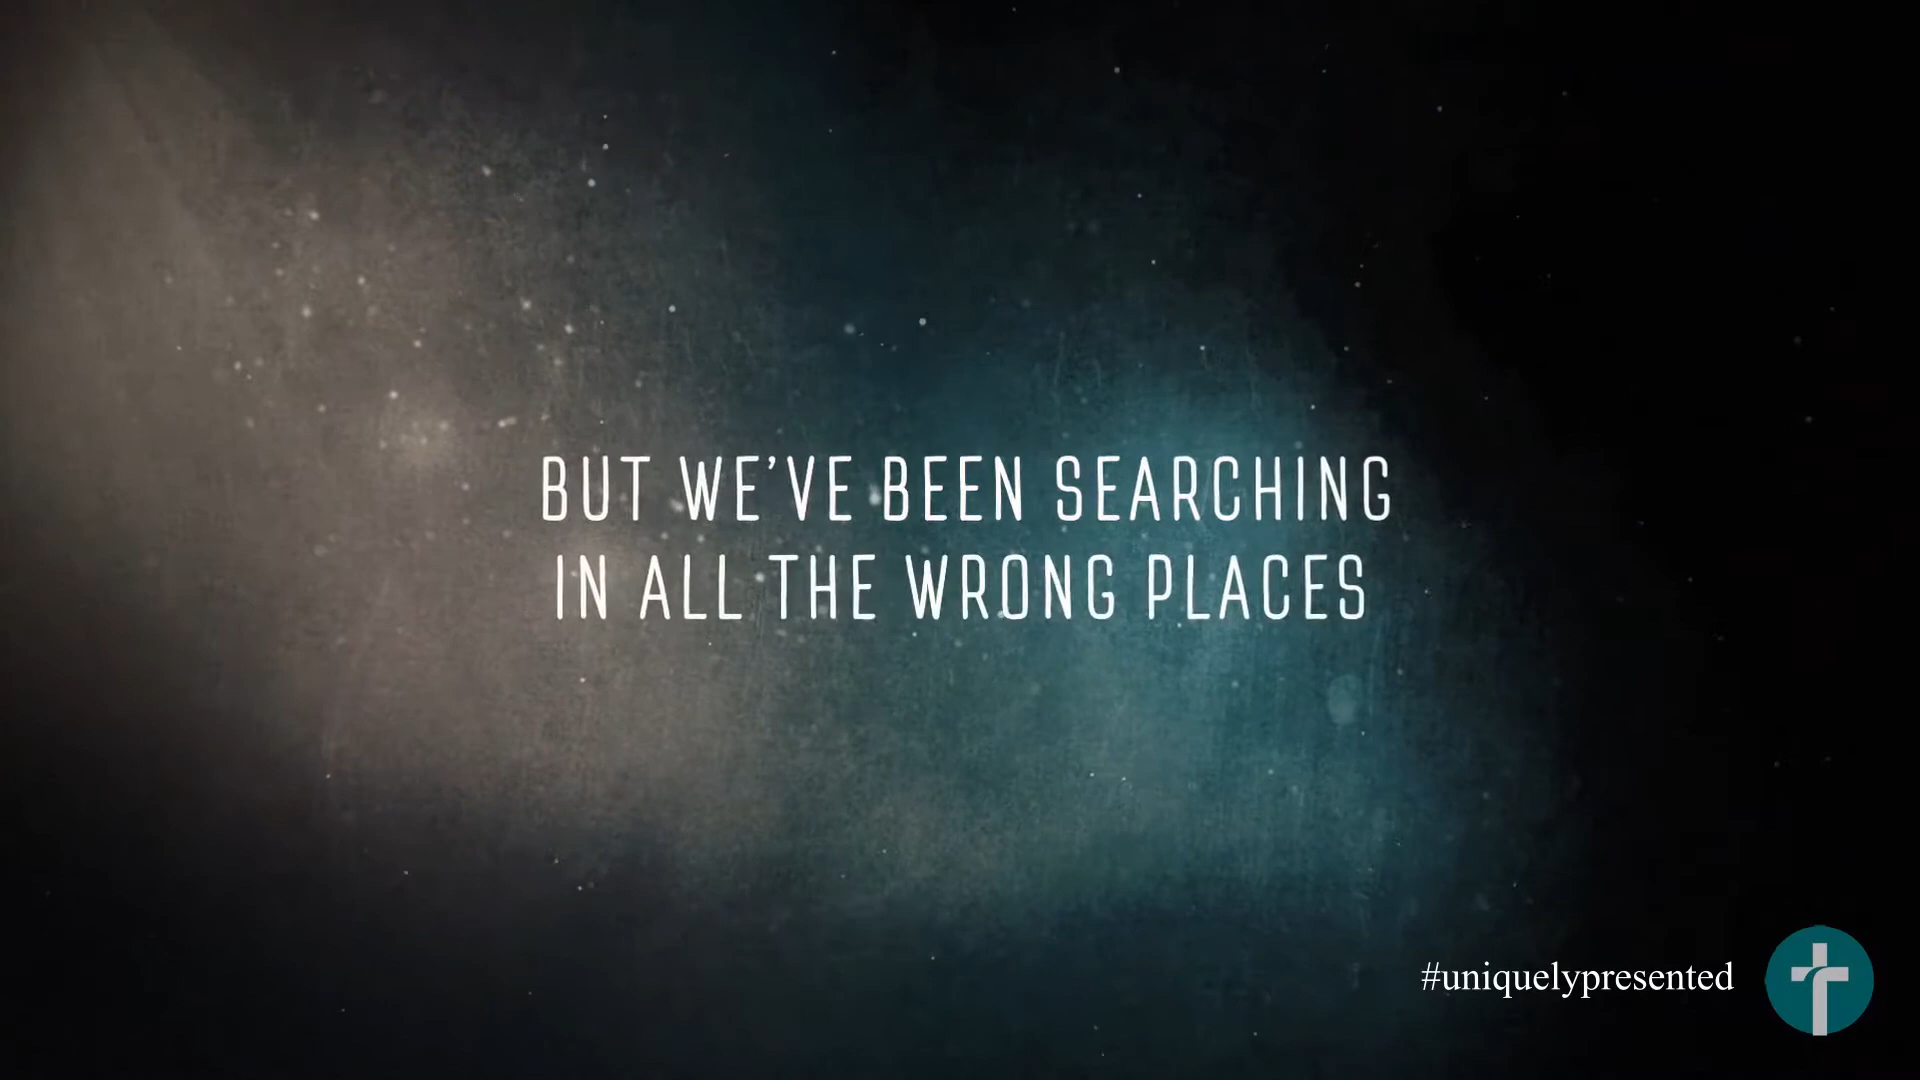 BUT WE’VE BEEN SEARCHING
IN ALL THE WRONG PLACES
#uniquelypresented